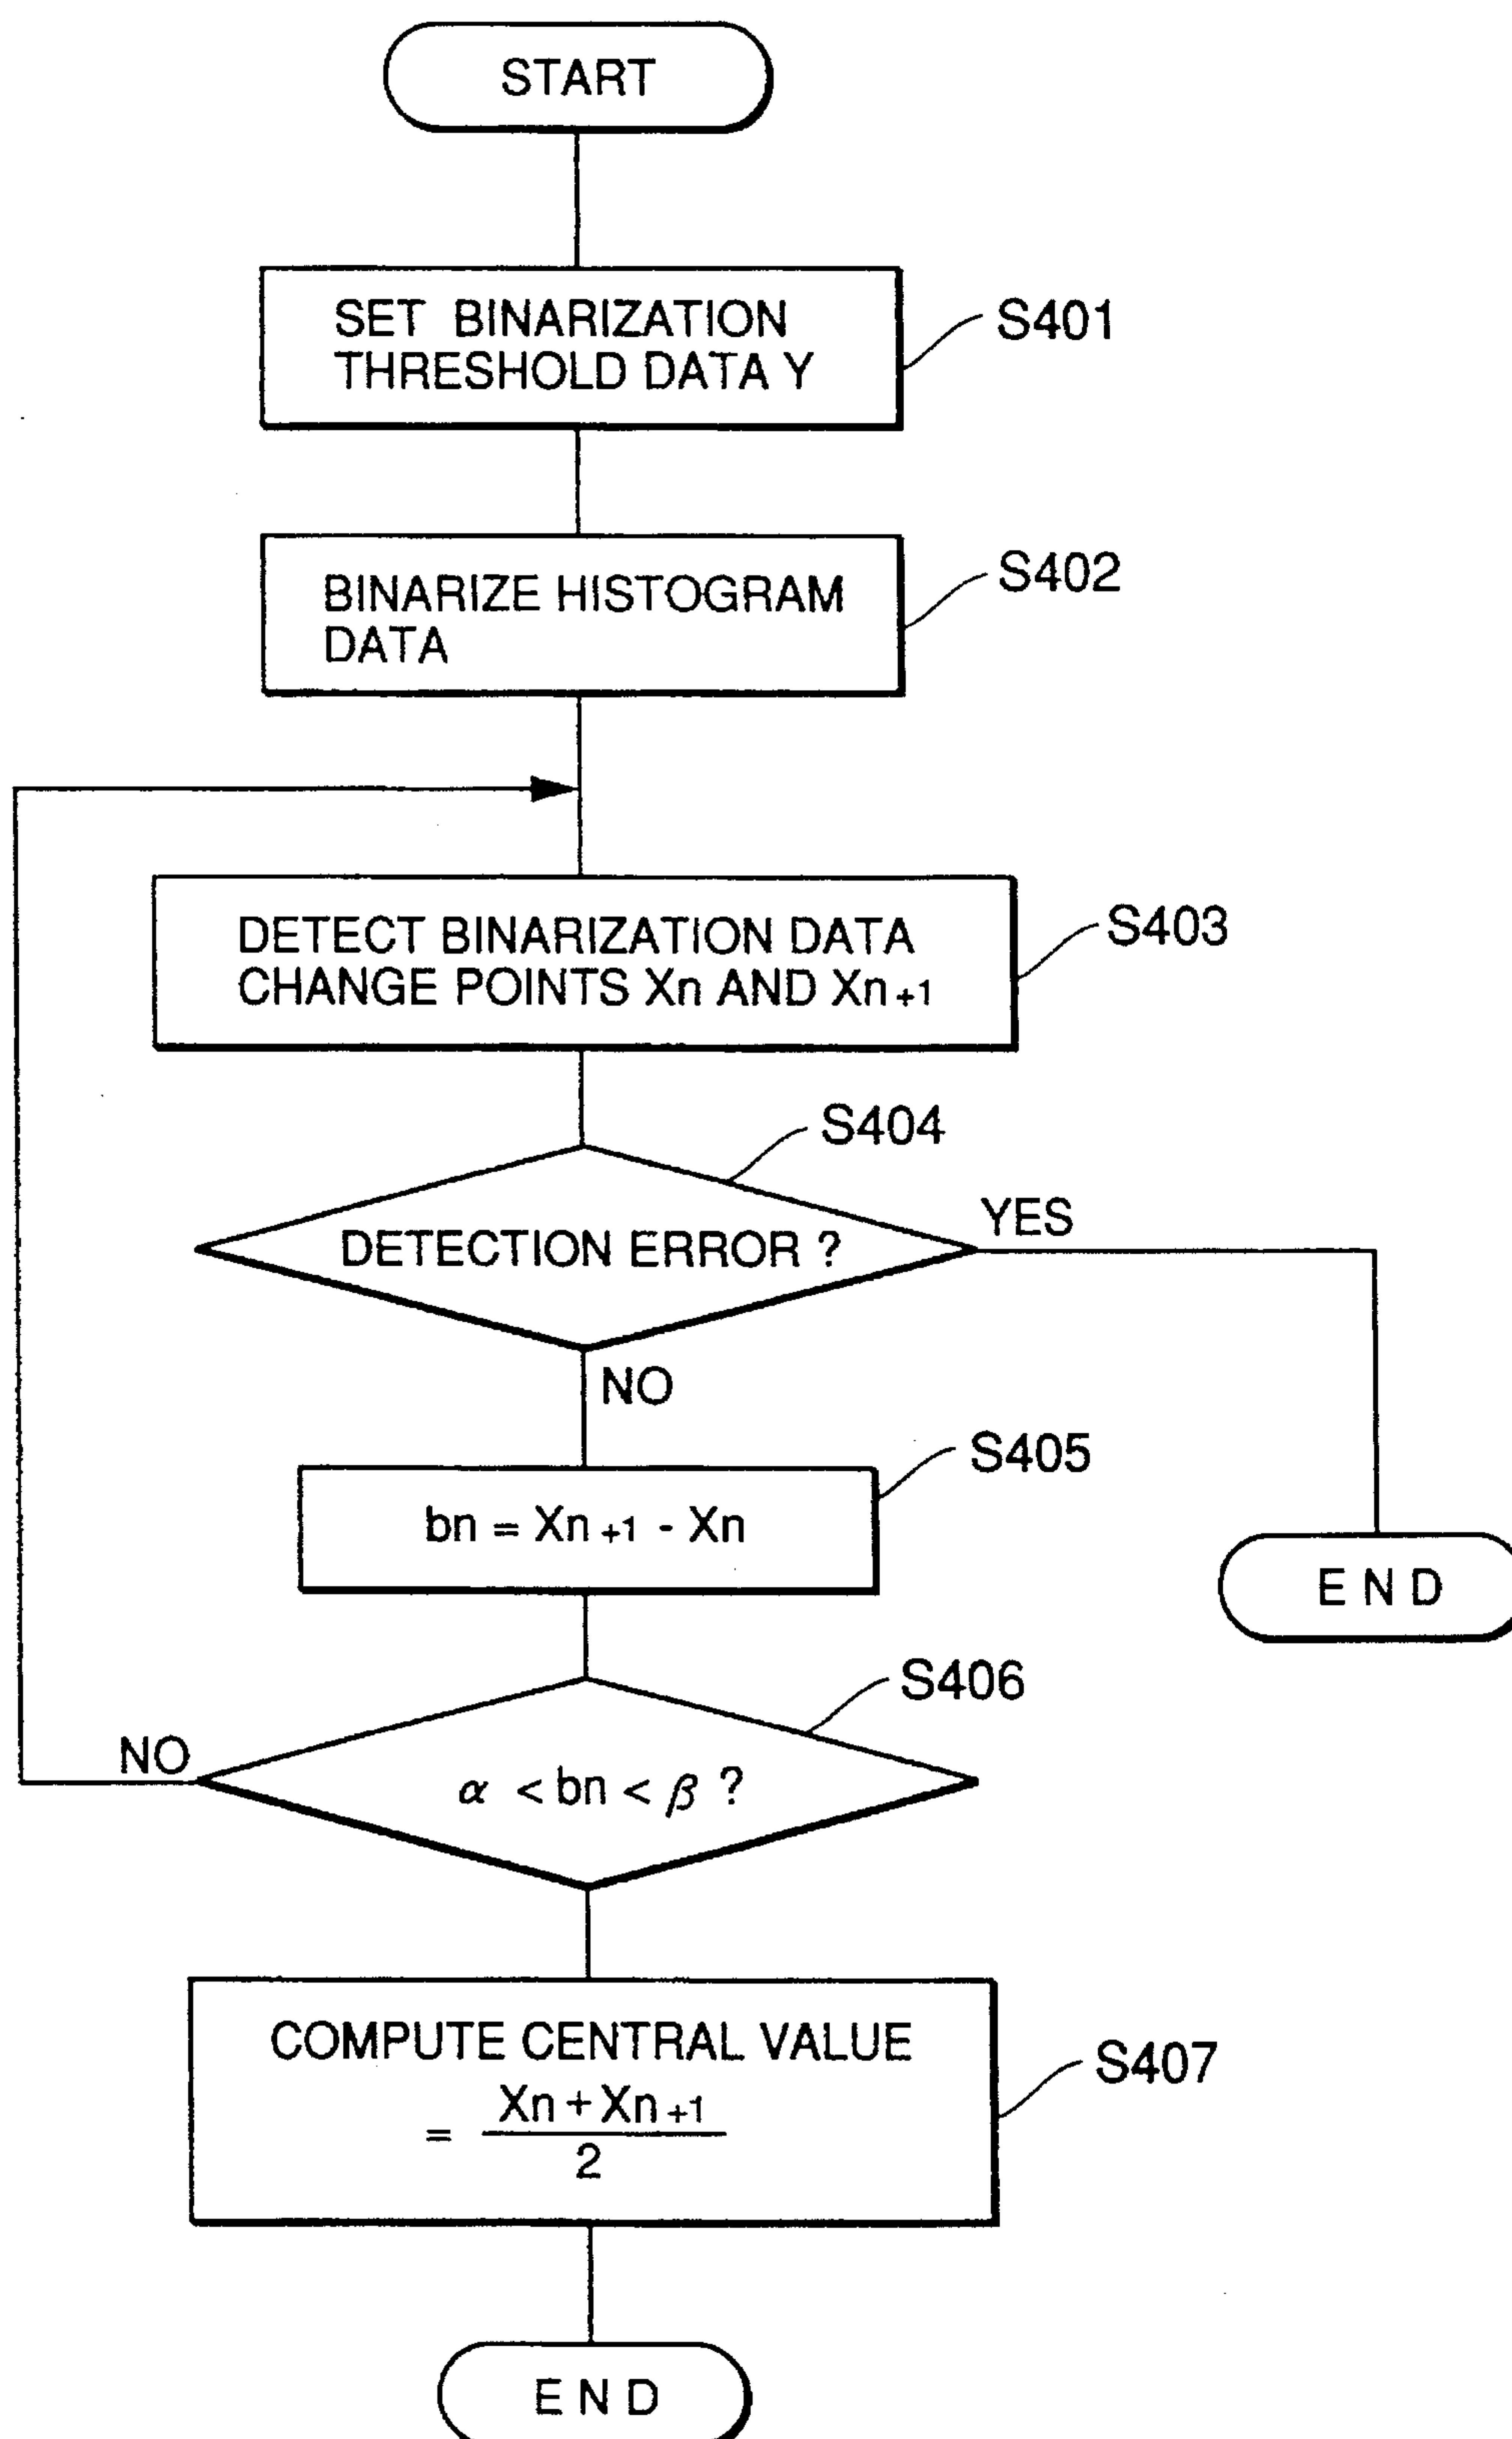 START
SET BINARIZATION
THRESHOLD DATA Y
S401
BINARIZE HISTOGRAM
DATA
S402
DETECT BINARIZATION DATA
CHANGE POINTS Xn AND Xn+1
S403
S404
DETECTION ERROR ?
YES
NO
S405
bn = Xn+1 - Xn
END
S406
NO
α < bn < β ?
COMPUTE CENTRAL VALUE
= Xn + Xn+1
2
S407
END